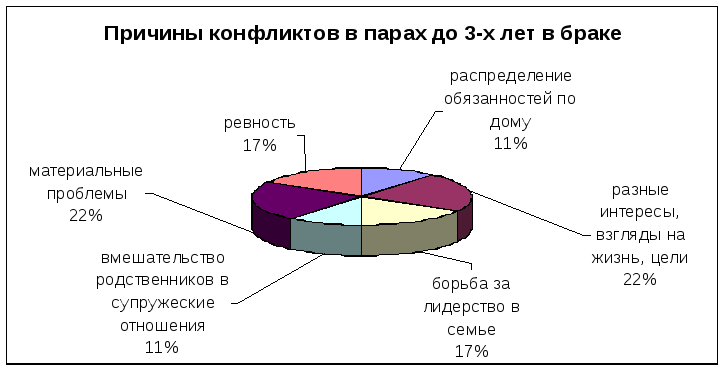 Причины конфликтов в парах до 3-х лет в браке
распределение
обязанностей по
дому
11%
разные
интересы,
взгляды на
жизнь, цели
22%
борьба за
лидерство в
семье
17%
вмешательство
родственников в
супружеские
отношения
11%
материальные
проблемы
22%
ревность
17%